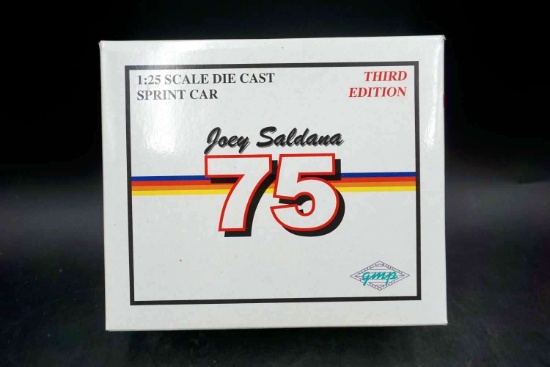 1:25 SCALE DIE CAST
SPRINT CAR
THIRD
EDITION
Joey Saldana
75
gmp